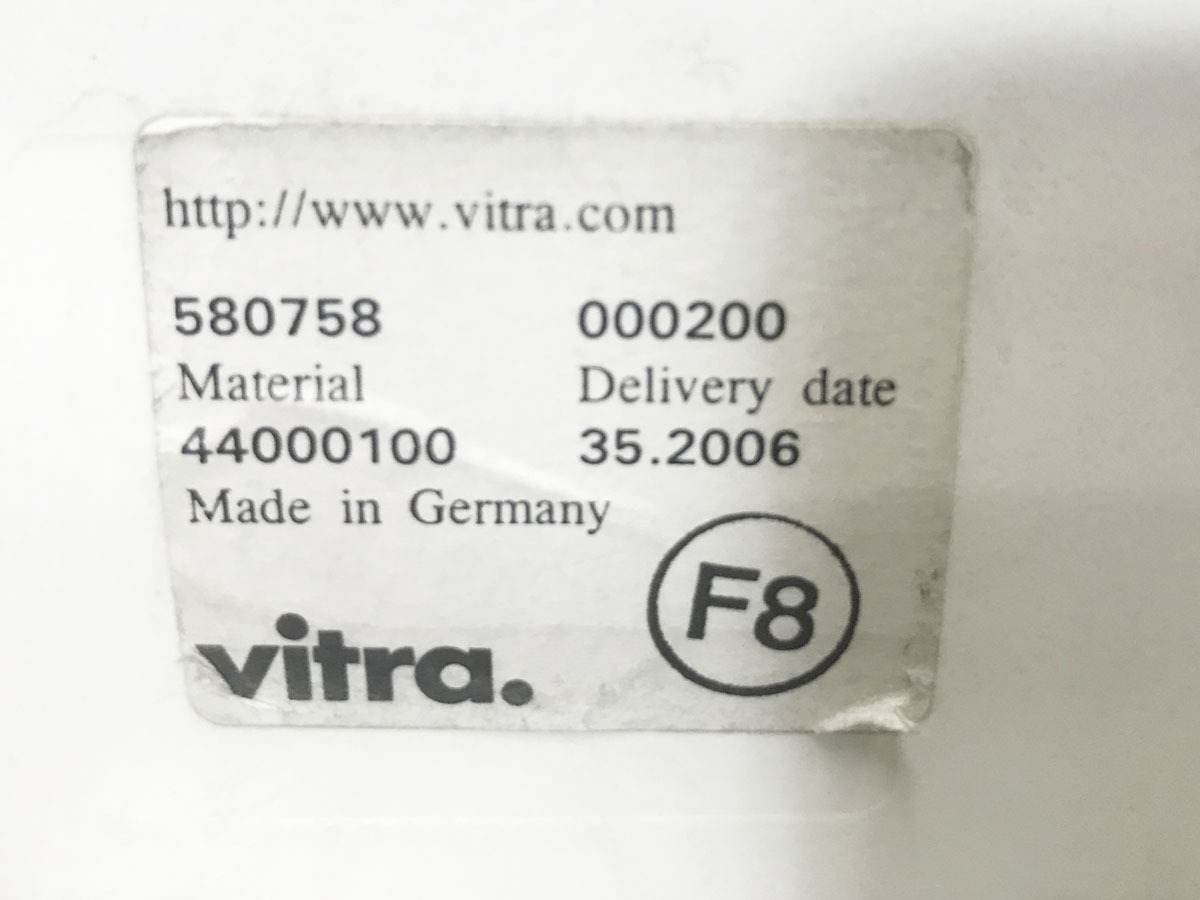 http://www.vitra.com
580758 000200
Material Delivery date
44000100 35.2006
Made in Germany
F8
vitra.